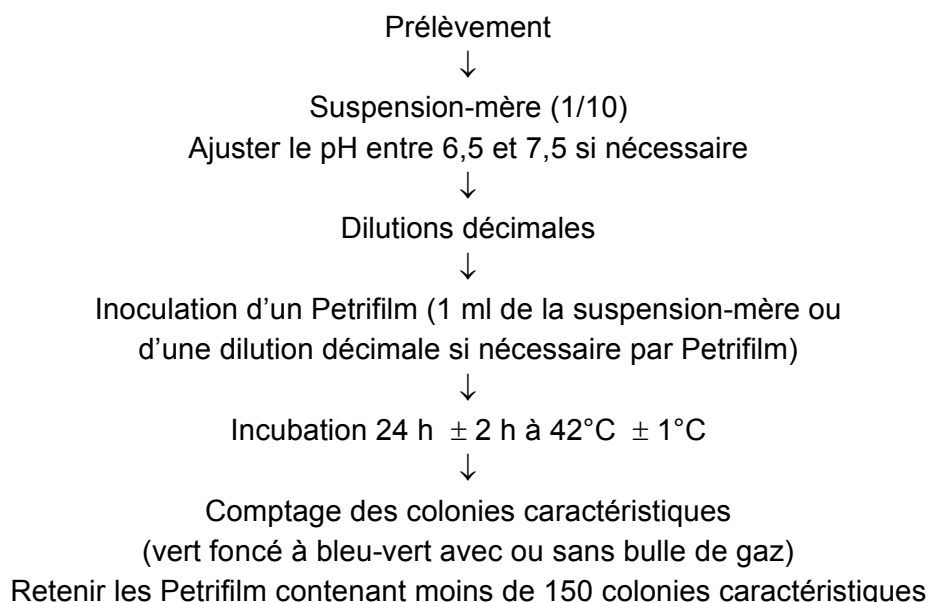 Prélèvement
↓
Suspension-mère (1/10)
Ajuster le pH entre 6,5 et 7,5 si nécessaire
↓
Dilutions décimales
↓
Inoculation d’un Petrifilm (1 ml de la suspension-mère ou
d’une dilution décimale si nécessaire par Petrifilm)
↓
Incubation 24 h ± 2 h à 42°C ± 1°C
↓
Comptage des colonies caractéristiques
(vert foncé à bleu-vert avec ou sans bulle de gaz)
Retenir les Petrifilm contenant moins de 150 colonies caractéristiques